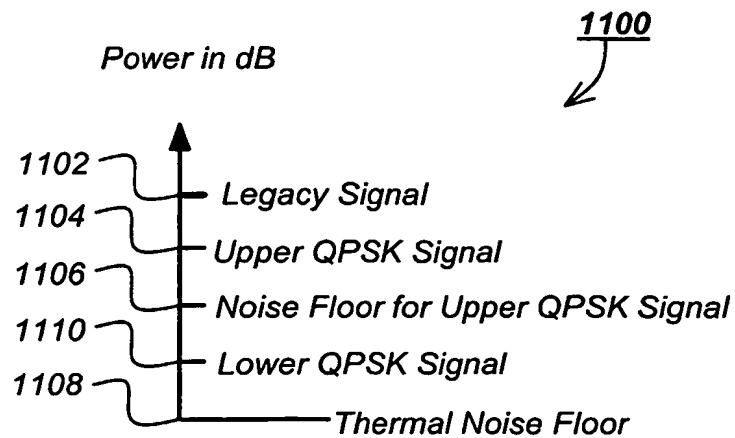 1100
Power in dB
1102 Legacy Signal
1104 Upper QPSK Signal
1106 Noise Floor for Upper QPSK Signal
1110 Lower QPSK Signal
1108 Thermal Noise Floor